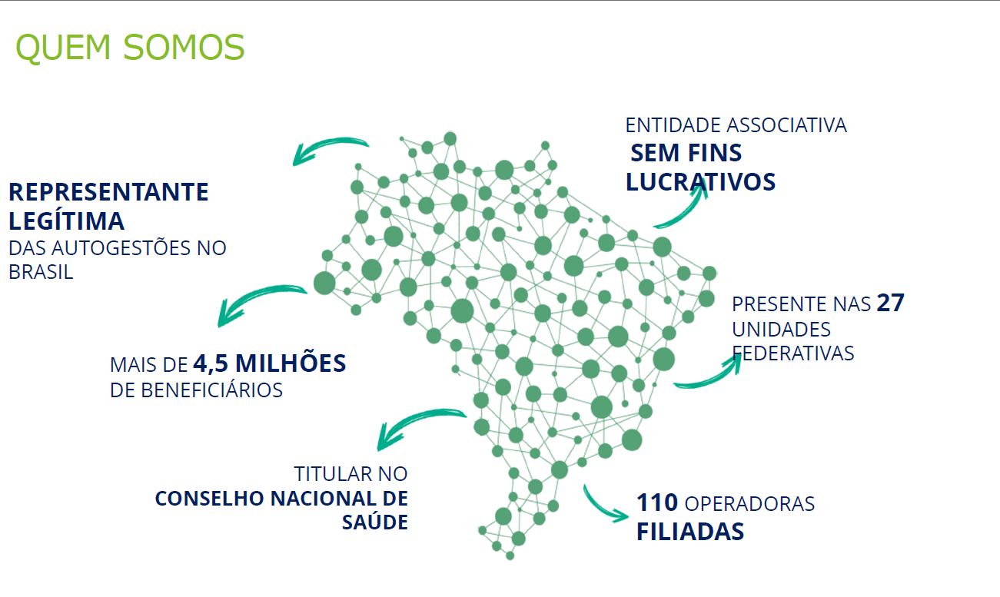 QUEM SOMOS
REPRESENTANTE
LEGÍTIMA
DAS AUTOGESTÕES NO
BRASIL
MAIS DE 4,5 MILHÕES
DE BENEFICIÁRIOS
TITULAR NO
CONSELHO NACIONAL DE
SAÚDE
ENTIDADE ASSOCIATIVA
SEM FINS
LUCRATIVOS
PRESENTE NAS 27
UNIDADES
FEDERATIVAS
110 OPERADORAS
FILIADAS